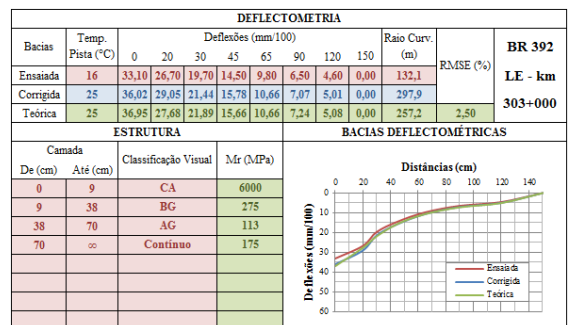 DEFLECTOMETRIA
Bacias Temp. Pista (°C) Deflexões (mm/100) Raio Curv. (m) RMSE (%) BR 392 LE - km 303+000
0 20 30 45 65 90 120 150
Ensaiada 16 33,10 26,70 19,70 14,50 9,80 6,50 4,60 0,00 132,1
Corrigida 25 36,02 29,05 21,44 15,78 10,66 7,07 5,01 0,00 297,9
Teórica 25 36,95 27,68 21,89 15,66 10,66 7,24 5,08 0,00 257,2 2,50
ESTRUTURA BACIAS DEFLECTOMÉTRICAS
Camada Classificação Visual Mr (MPa)
De (cm) Até (cm)
0 9 CA 6000
9 38 BG 275
38 70 AG 113
70 ∞ Contínuo 175
Distâncias (cm)
0 20 40 60 80 100 120 140
Deflexões (mm/100)
0
10
20
30
40
50
60
Ensaiada
Corrigida
Teórica